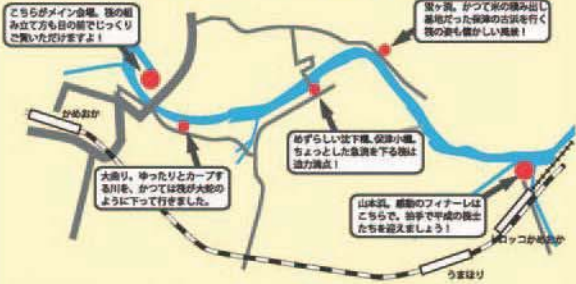 こちらがメイン会場。筏の組
み立て方も目の前でじっくり
ご覧いただけますよ！
かつて米の積み出し
基地だった保津の古浜を行く
筏の姿も懐かしい風景！
かめおか
めずらしい沈下橋、保津小橋。
ちょっとした急流を下る筏は
迫力満点！
大曲り。ゆったりとカーブす
る川を、かつては筏が大蛇の
ように下って行きました。
山本浜。感動のフィナーレは
こちらで。拍手で平成の筏士
たちを迎えましょう！
トロッコかめおか
うまほり